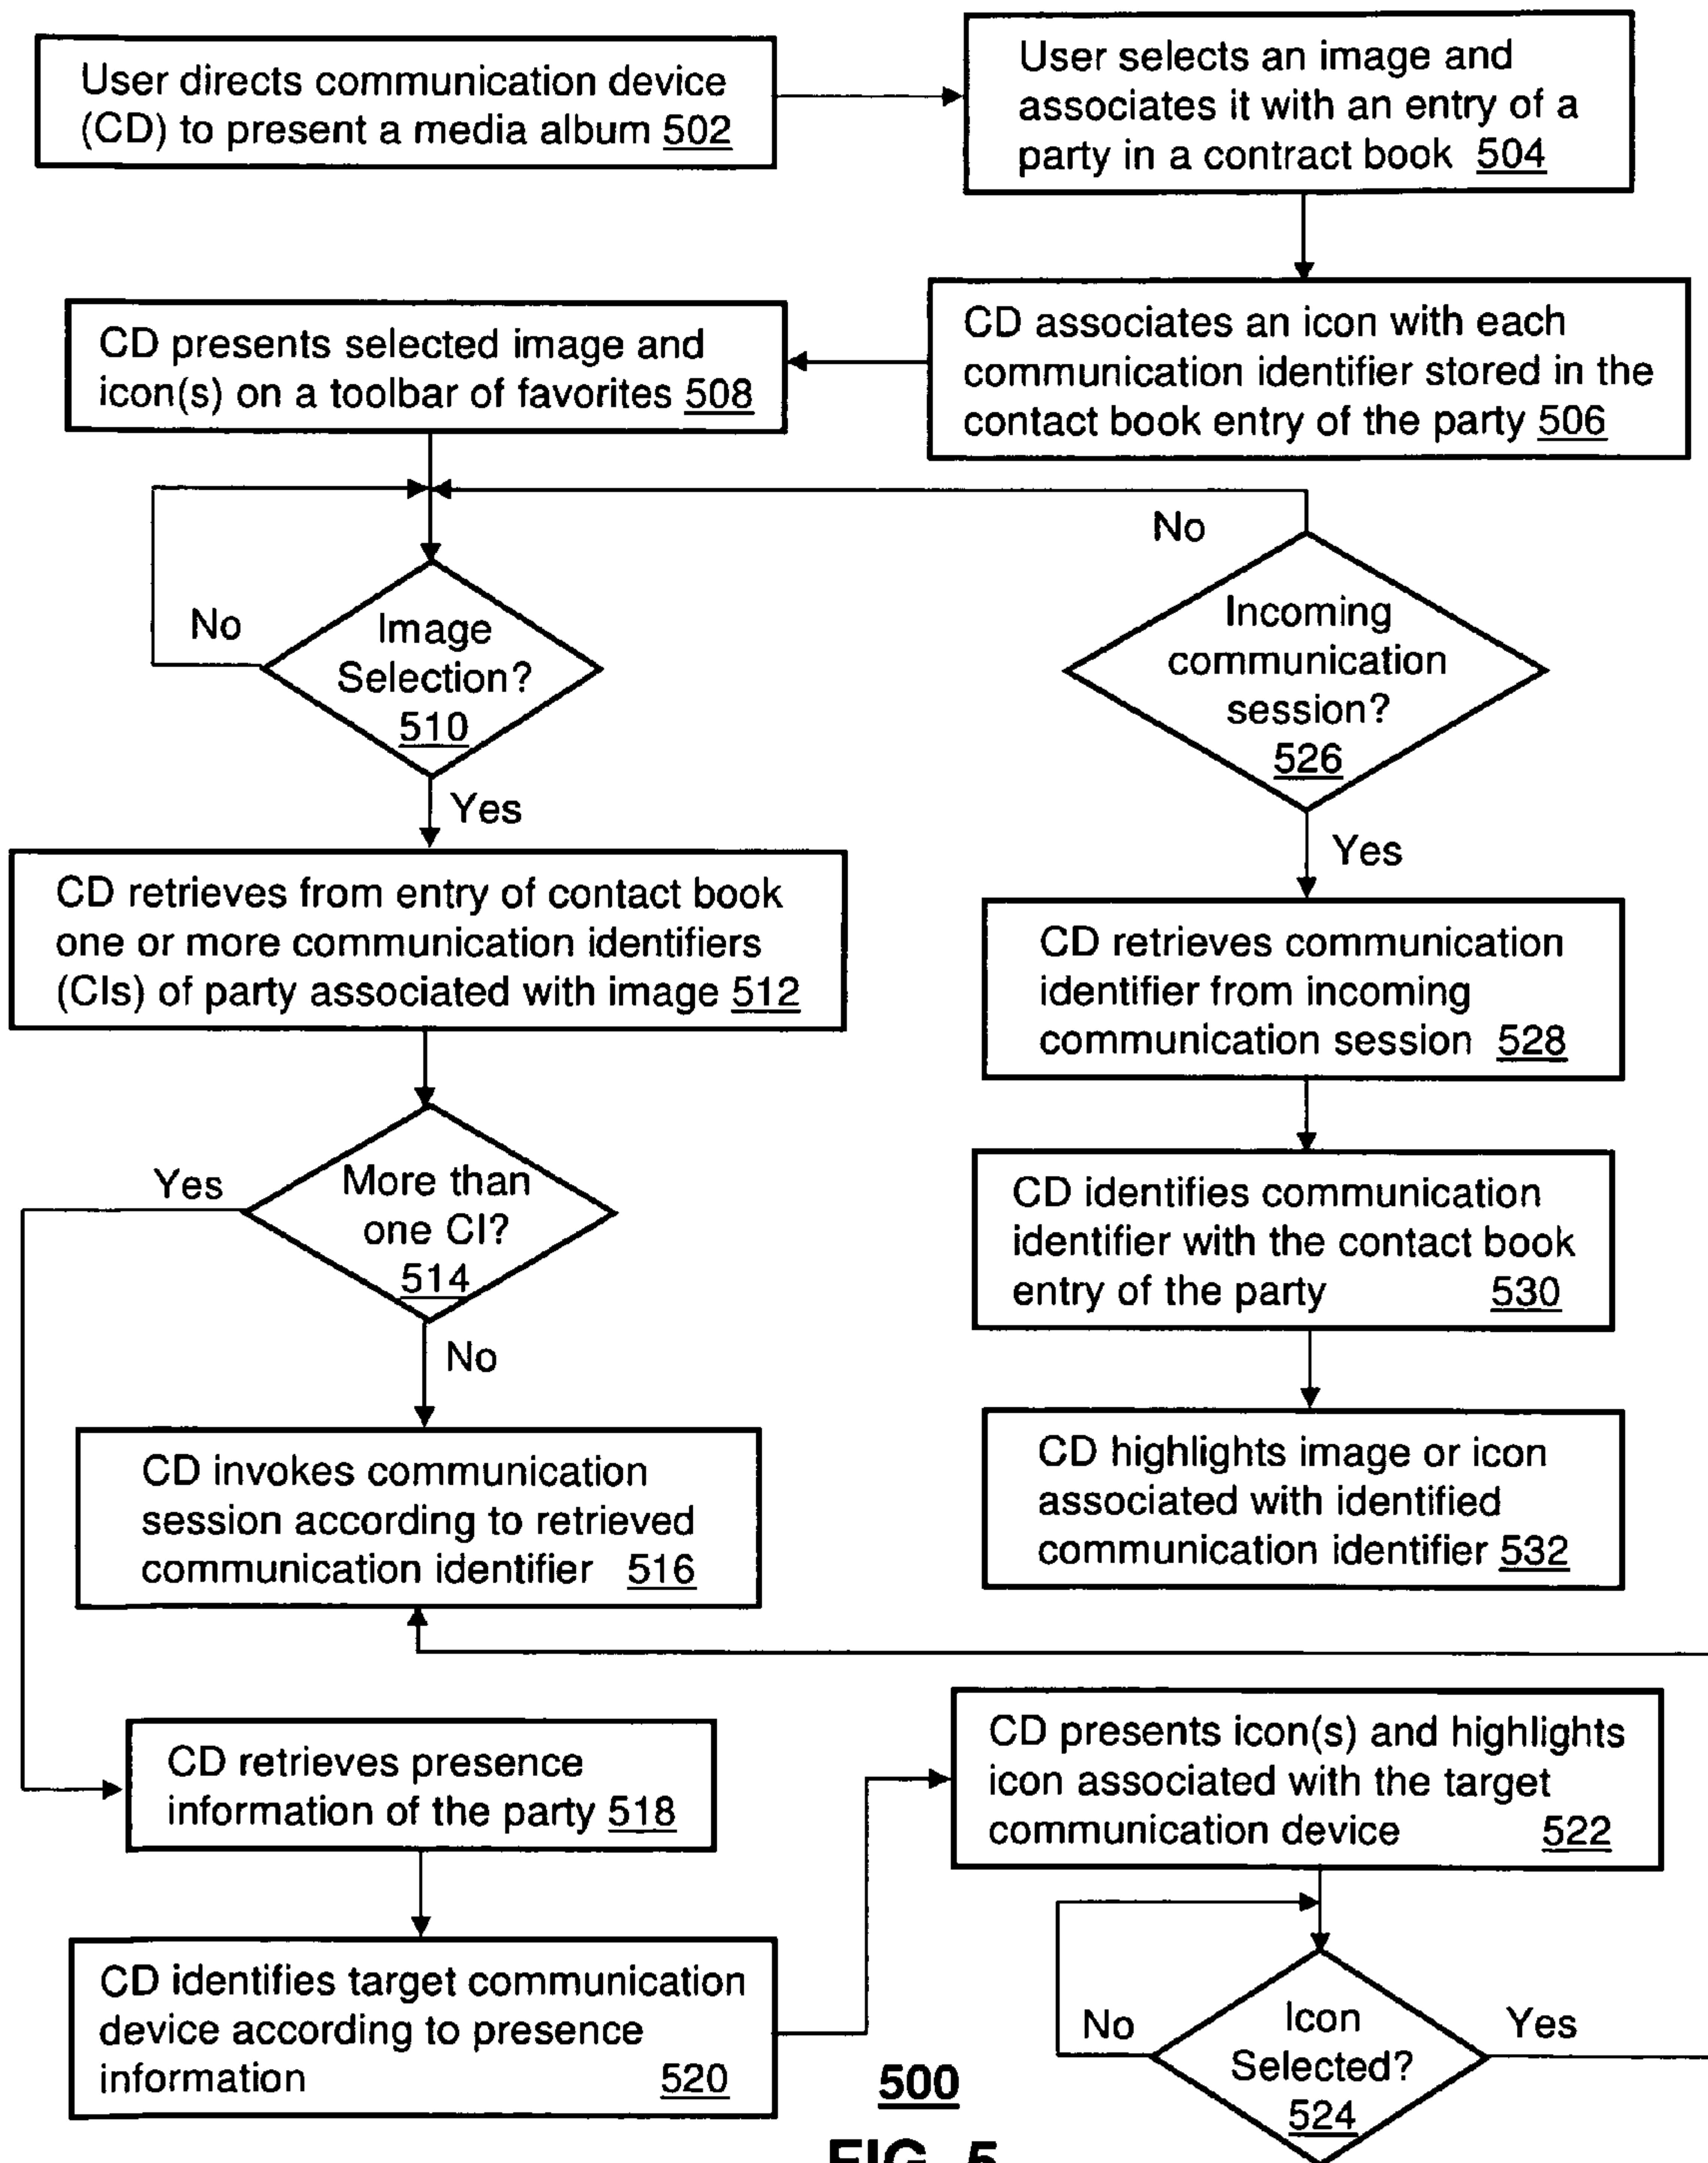 User directs communication device
(CD) to present a media album 502
User selects an image and
associates it with an entry of a
party in a contract book 504
CD presents selected image and
icon(s) on a toolbar of favorites 508
CD associates an icon with each
communication identifier stored in the
contact book entry of the party 506
No
Image
Selection?
510
Yes
No
Incoming
communication
session?
526
Yes
CD retrieves from entry of contact book
one or more communication identifiers
(CIs) of party associated with image 512
CD retrieves communication
identifier from incoming
communication session 528
Yes
More than
one CI?
514
No
CD identifies communication
identifier with the contact book
entry of the party 530
CD invokes communication
session according to retrieved
communication identifier 516
CD highlights image or icon
associated with identified
communication identifier 532
CD retrieves presence
information of the party 518
CD presents icon(s) and highlights
icon associated with the target
communication device 522
CD identifies target communication
device according to presence
information 520
No
Icon
Selected?
524
Yes
500
FIG. 5